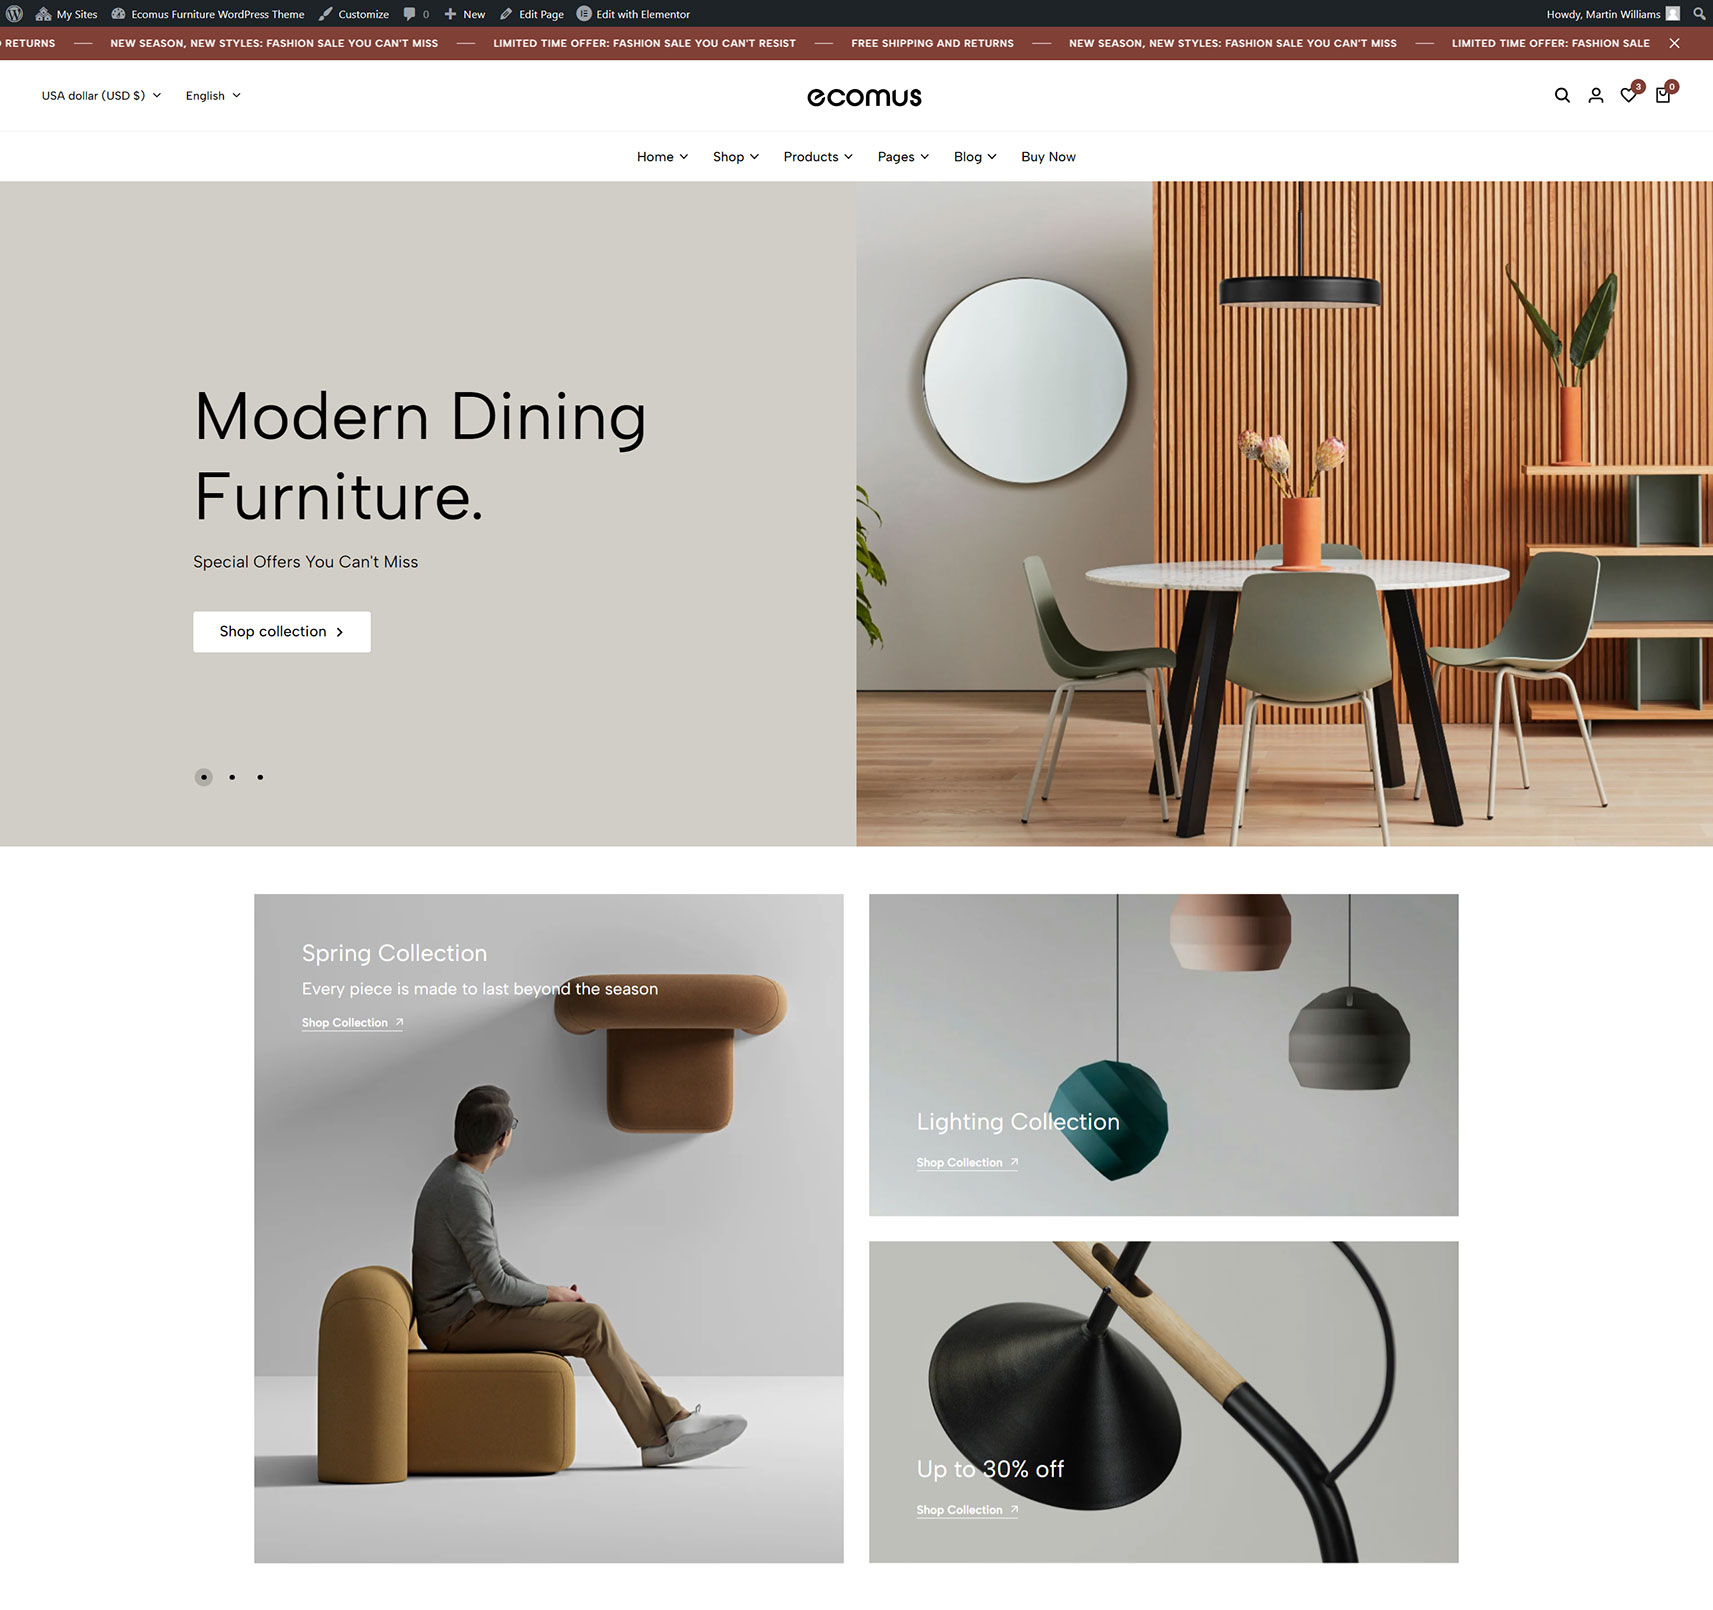 My Sites Ecomus Furniture WordPress Theme Customize 0 New Edit Page Edit with Elementor Howdy, Martin Williams
RETURNS — NEW SEASON, NEW STYLES: FASHION SALE YOU CAN'T MISS — LIMITED TIME OFFER: FASHION SALE YOU CAN'T RESIST — FREE SHIPPING AND RETURNS — NEW SEASON, NEW STYLES: FASHION SALE YOU CAN'T MISS — LIMITED TIME OFFER: FASHION SALE
USA dollar (USD $) English ecomus 3 0
Home Shop Products Pages Blog Buy Now
Modern Dining
Furniture.
Special Offers You Can't Miss
Shop collection
Spring Collection
Every piece is made to last beyond the season
Shop Collection
Lighting Collection
Shop Collection
Up to 30% off
Shop Collection